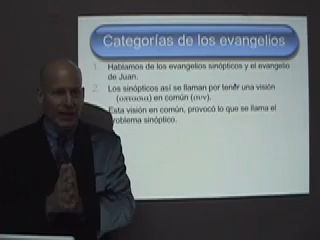 Categorías de los evangelios
1. Hablamos de los evangelios sinópticos y el evangelio
de Juan.
2. Los sinópticos así se llaman por tener una visión
en común (συν).
Esta visión en común, provocó lo que se llama el
problema sinóptico.